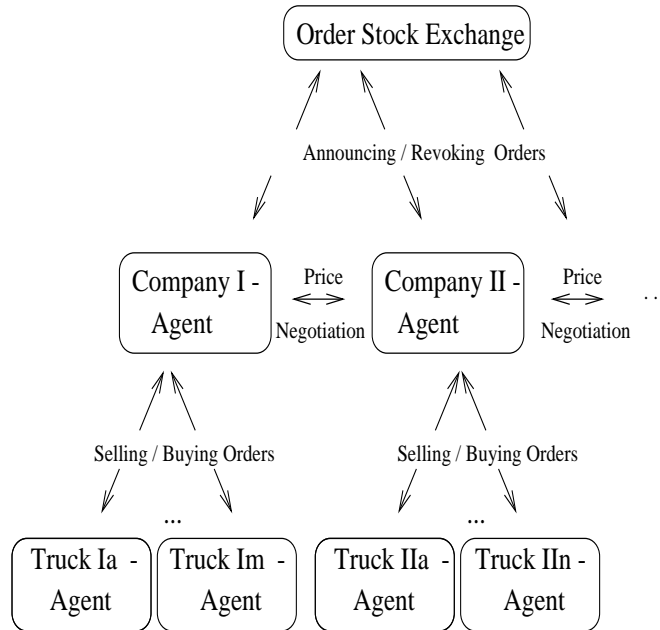 Order Stock Exchange
Announcing / Revoking Orders
Company I - Agent
Price
Negotiation
Company II - Agent
Price
Negotiation
. .
Selling / Buying Orders
Selling / Buying Orders
...
...
Truck Ia - Agent
Truck Im - Agent
Truck IIa - Agent
Truck IIn - Agent